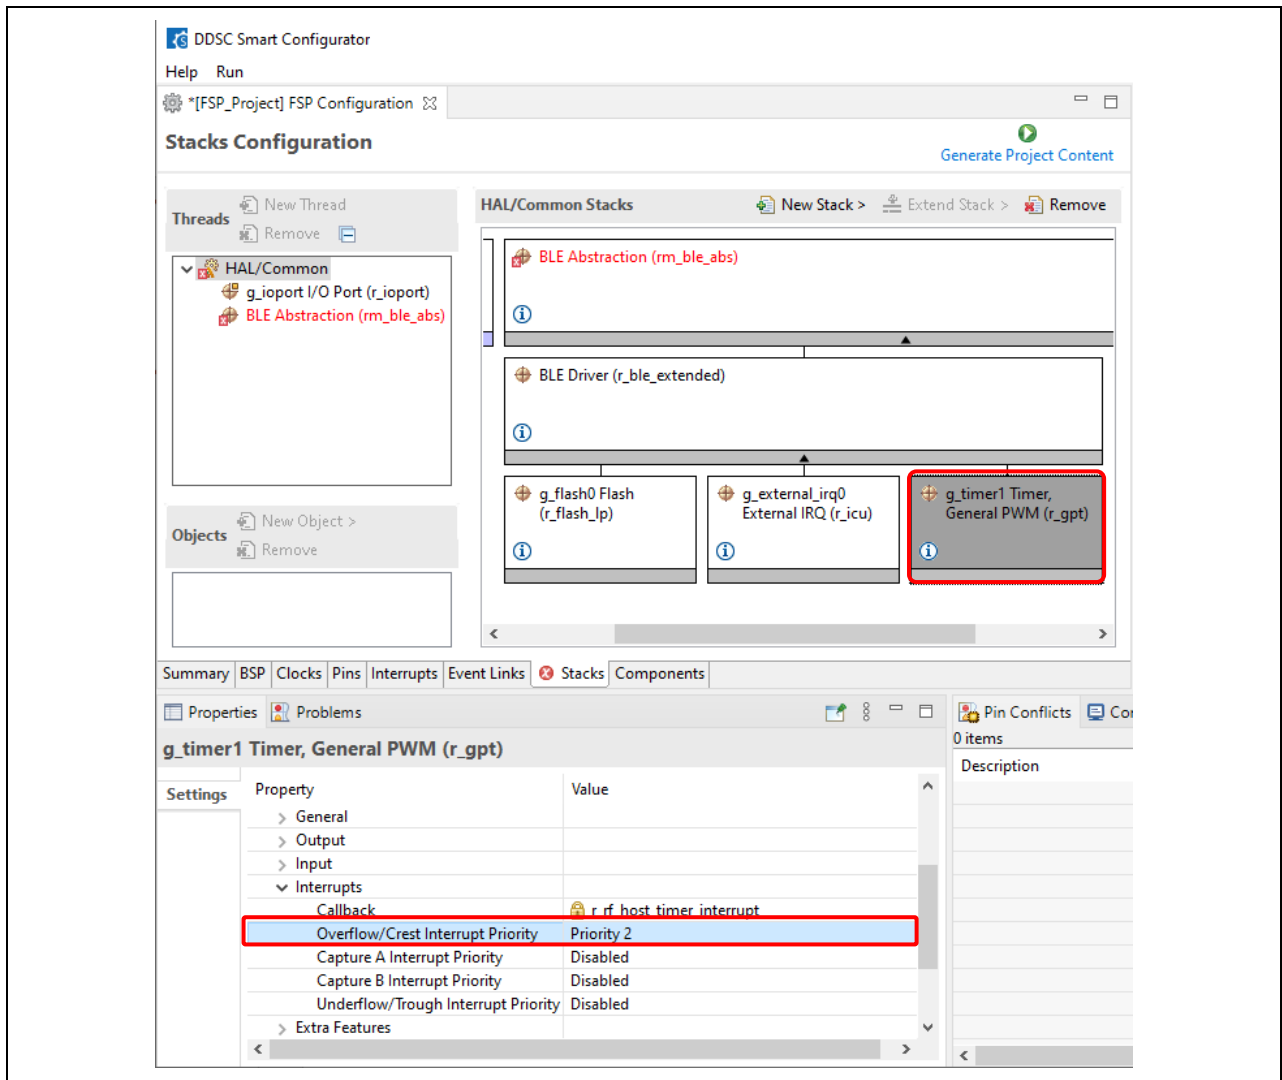 DDSC Smart Configurator
Help Run
*[FSP_Project] FSP Configuration
Stacks Configuration
Generate Project Content
Threads
New Thread
Remove
HAL/Common
g_ioport I/O Port (r_ioport)
BLE Abstraction (rm_ble_abs)
Objects
New Object >
Remove
HAL/Common Stacks
New Stack >
Extend Stack >
Remove
BLE Abstraction (rm_ble_abs)
BLE Driver (r_ble_extended)
g_flash0 Flash
(r_flash_lp)
g_external_irq0
External IRQ (r_icu)
g_timer1 Timer,
General PWM (r_gpt)
Summary BSP Clocks Pins Interrupts Event Links Stacks Components
Properties Problems
g_timer1 Timer, General PWM (r_gpt)
Settings
Property Value
General
Output
Input
Interrupts
Callback r_rf_host_timer_interrupt
Overflow/Crest Interrupt Priority Priority 2
Capture A Interrupt Priority Disabled
Capture B Interrupt Priority Disabled
Underflow/Trough Interrupt Priority Disabled
Extra Features
Pin Conflicts
0 items
Description